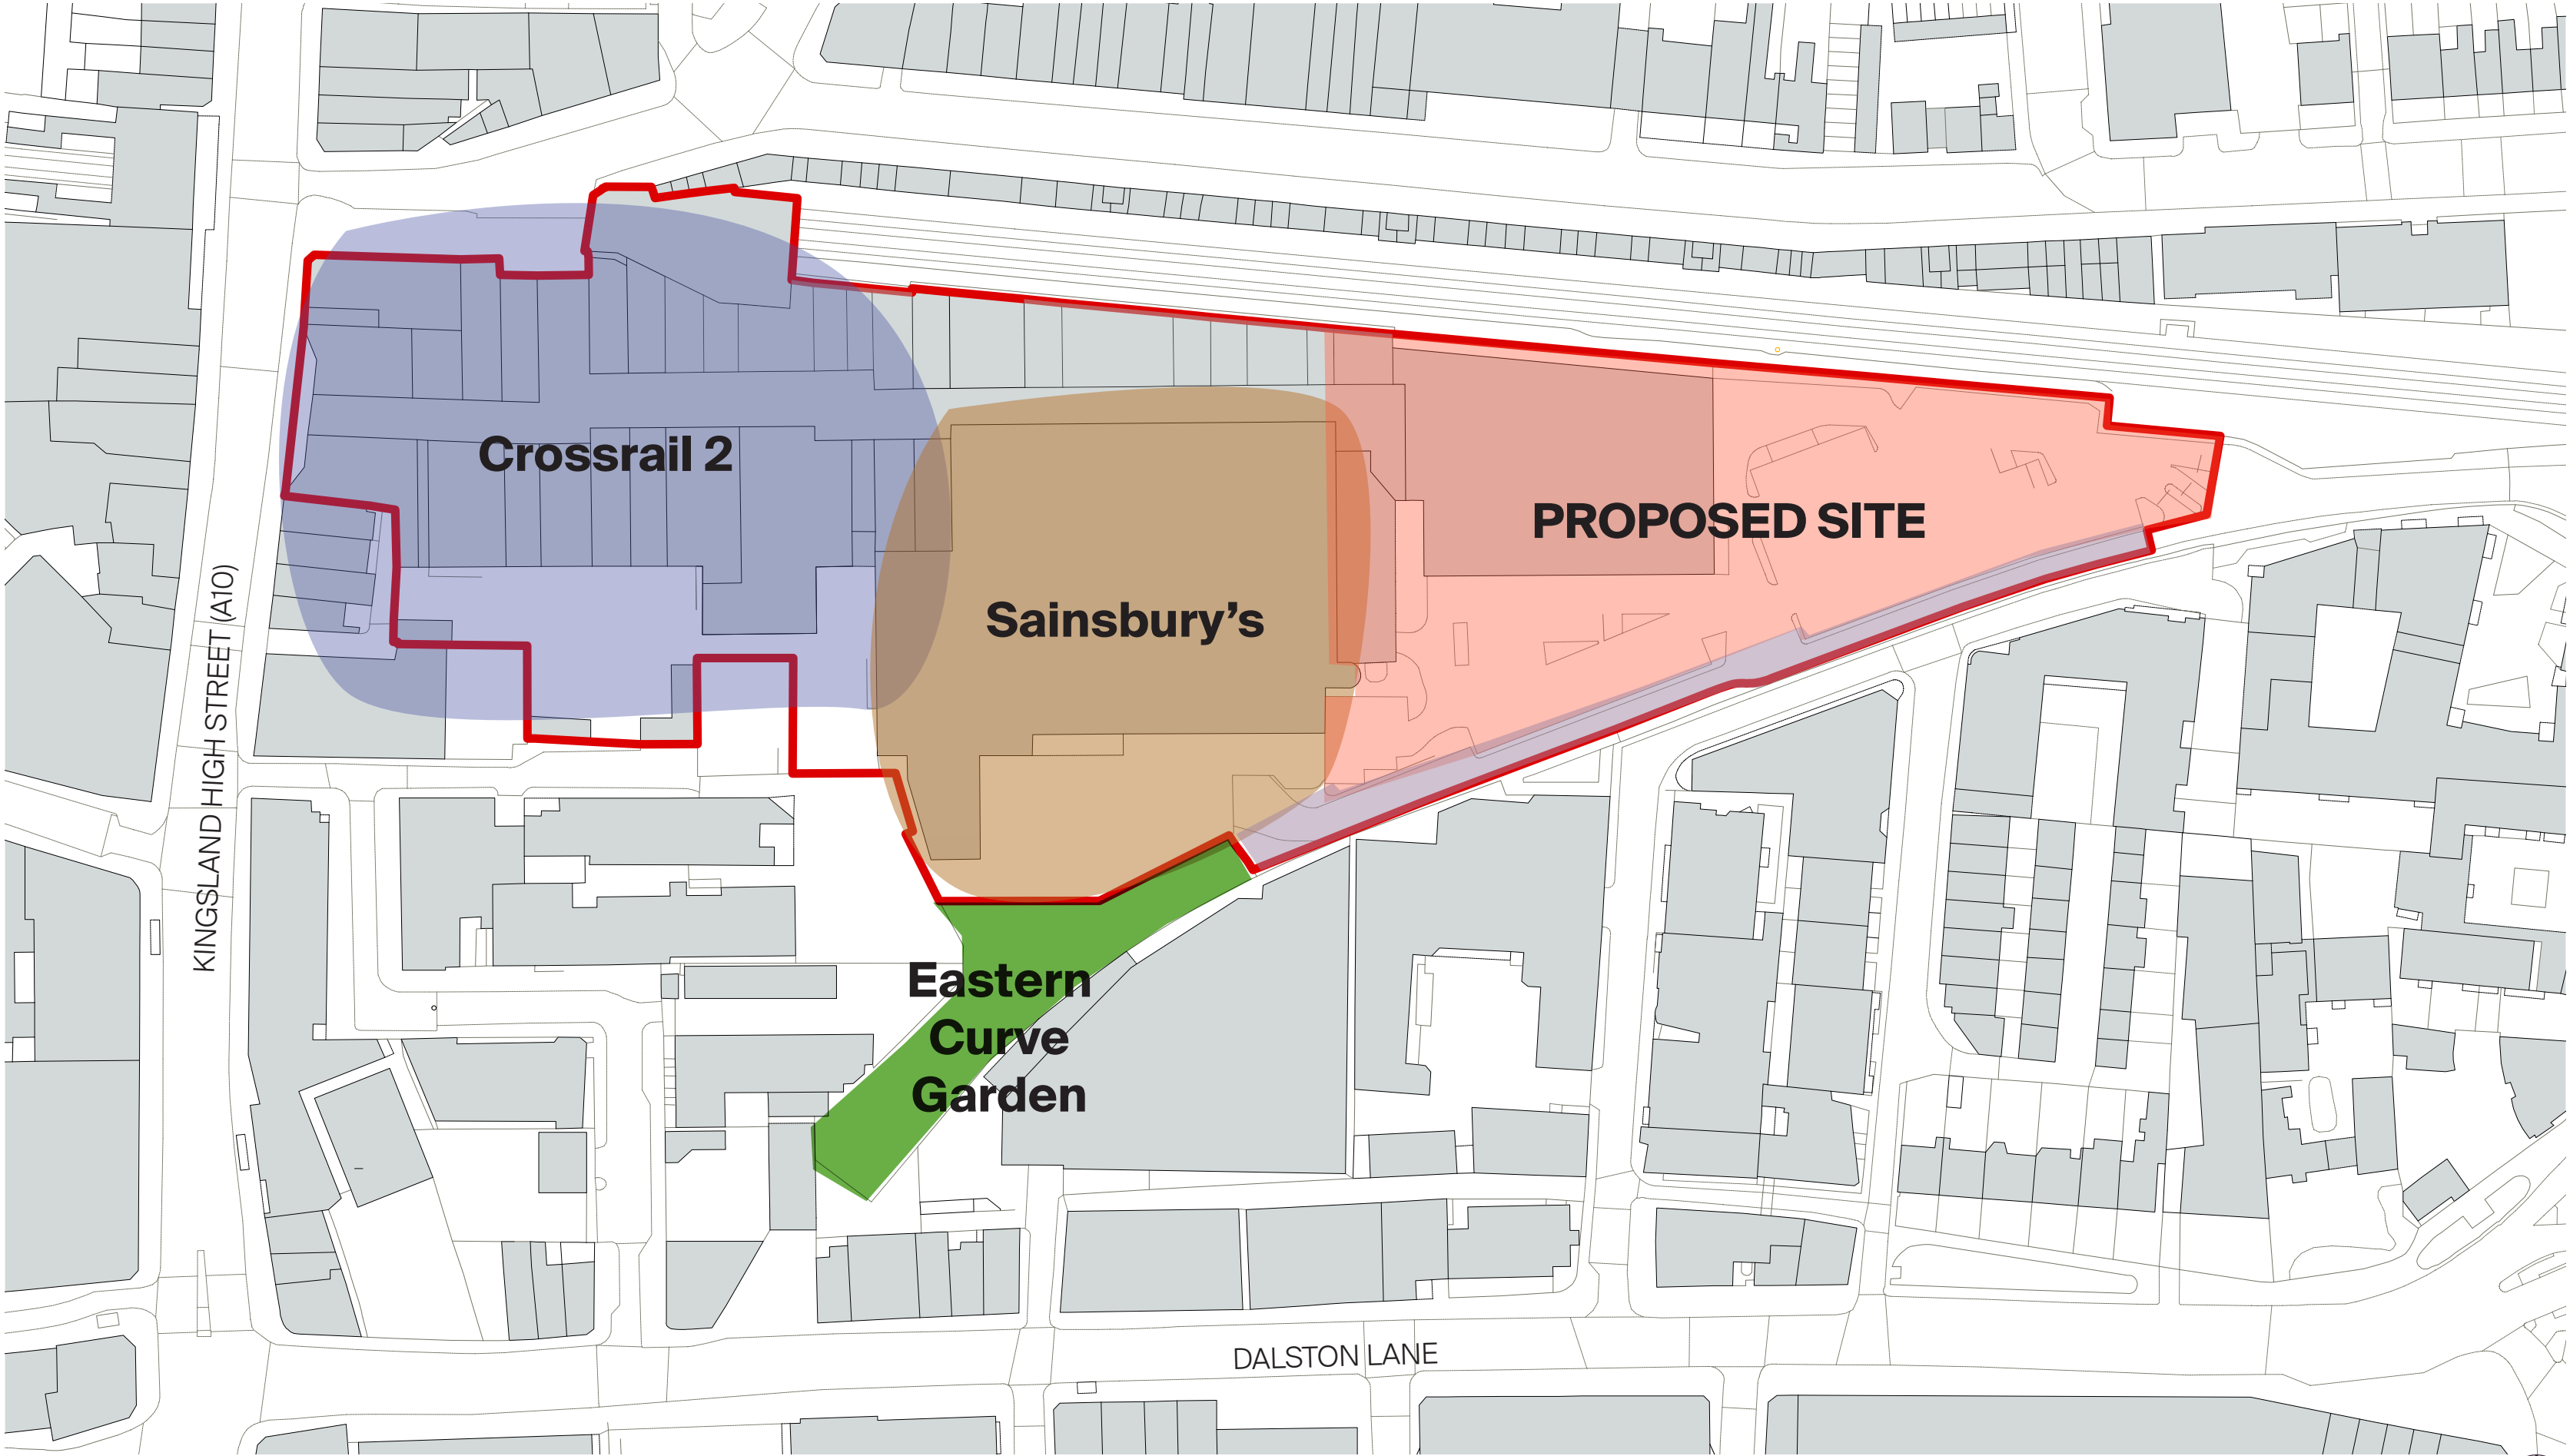 Crossrail 2
PROPOSED SITE
Sainsbury’s
KINGSLAND HIGH STREET (A10)
Eastern
Curve
Garden
DALSTON LANE